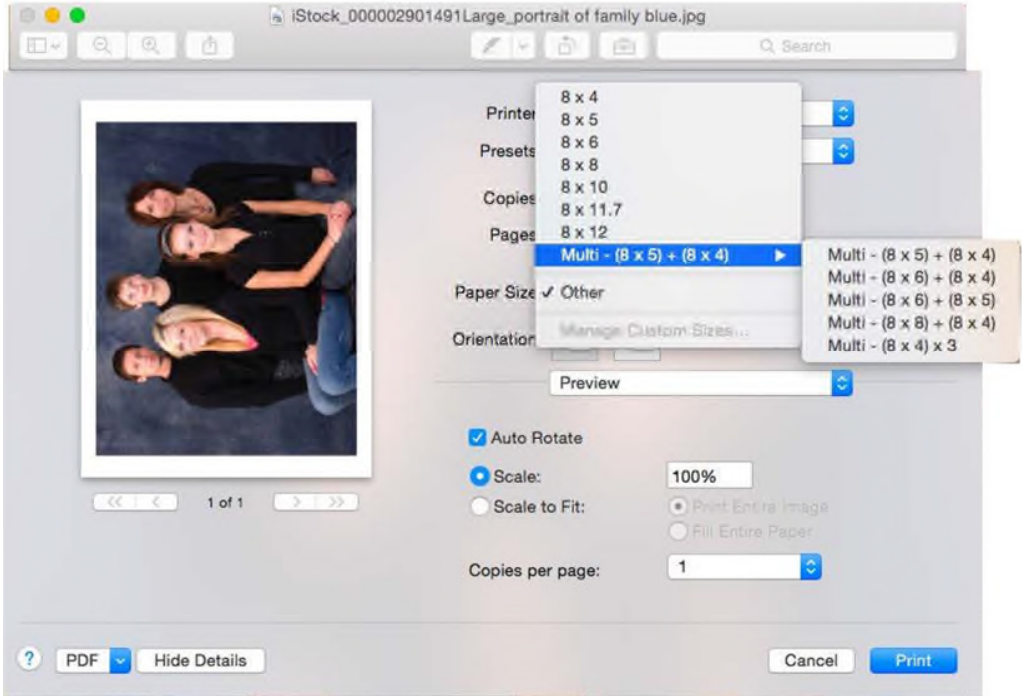 iStock_000002901491Large_portrait of family blue.jpg
Search
Printer
Presets
Copies
Pages
Paper Size
Orientation
8 x 4
8 x 5
8 x 6
8 x 8
8 x 10
8 x 11.7
8 x 12
Multi - (8 x 5) + (8 x 4)
✓ Other
Manage Custom Sizes...
Multi - (8 x 5) + (8 x 4)
Multi - (8 x 6) + (8 x 4)
Multi - (8 x 6) + (8 x 5)
Multi - (8 x 8) + (8 x 4)
Multi - (8 x 4) x 3
Preview
Auto Rotate
Scale: 100%
Scale to Fit: Print Entire Image
Fill Entire Paper
Copies per page: 1
1 of 1
? PDF Hide Details Cancel Print